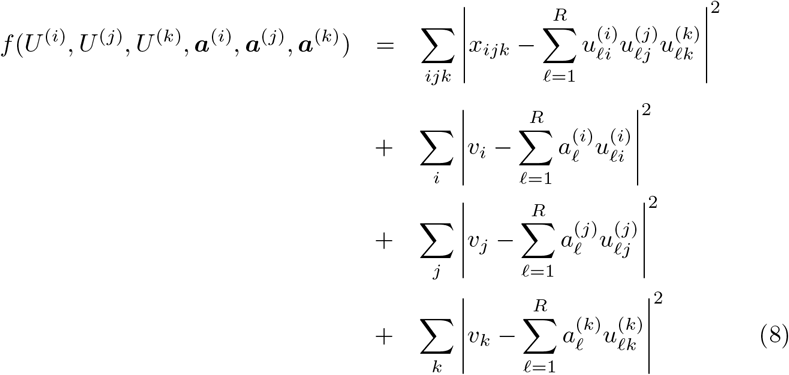 f(U^{(i)}, U^{(j)}, U^{(k)}, \boldsymbol{a}^{(i)}, \boldsymbol{a}^{(j)}, \boldsymbol{a}^{(k)}) = \sum_{ijk} \left| x_{ijk} - \sum_{\ell=1}^{R} u_{\ell i}^{(i)} u_{\ell j}^{(j)} u_{\ell k}^{(k)} \right|^2
+ \sum_{i} \left| v_i - \sum_{\ell=1}^{R} a_{\ell}^{(i)} u_{\ell i}^{(i)} \right|^2
+ \sum_{j} \left| v_j - \sum_{\ell=1}^{R} a_{\ell}^{(j)} u_{\ell j}^{(j)} \right|^2
+ \sum_{k} \left| v_k - \sum_{\ell=1}^{R} a_{\ell}^{(k)} u_{\ell k}^{(k)} \right|^2 (8)